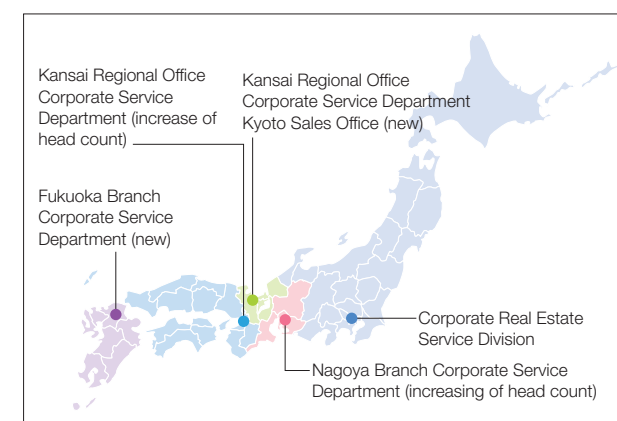 Kansai Regional Office
Corporate Service
Department (increase of
head count)
Kansai Regional Office
Corporate Service Department
Kyoto Sales Office (new)
Fukuoka Branch
Corporate Service
Department (new)
Corporate Real Estate
Service Division
Nagoya Branch Corporate Service
Department (increasing of head count)